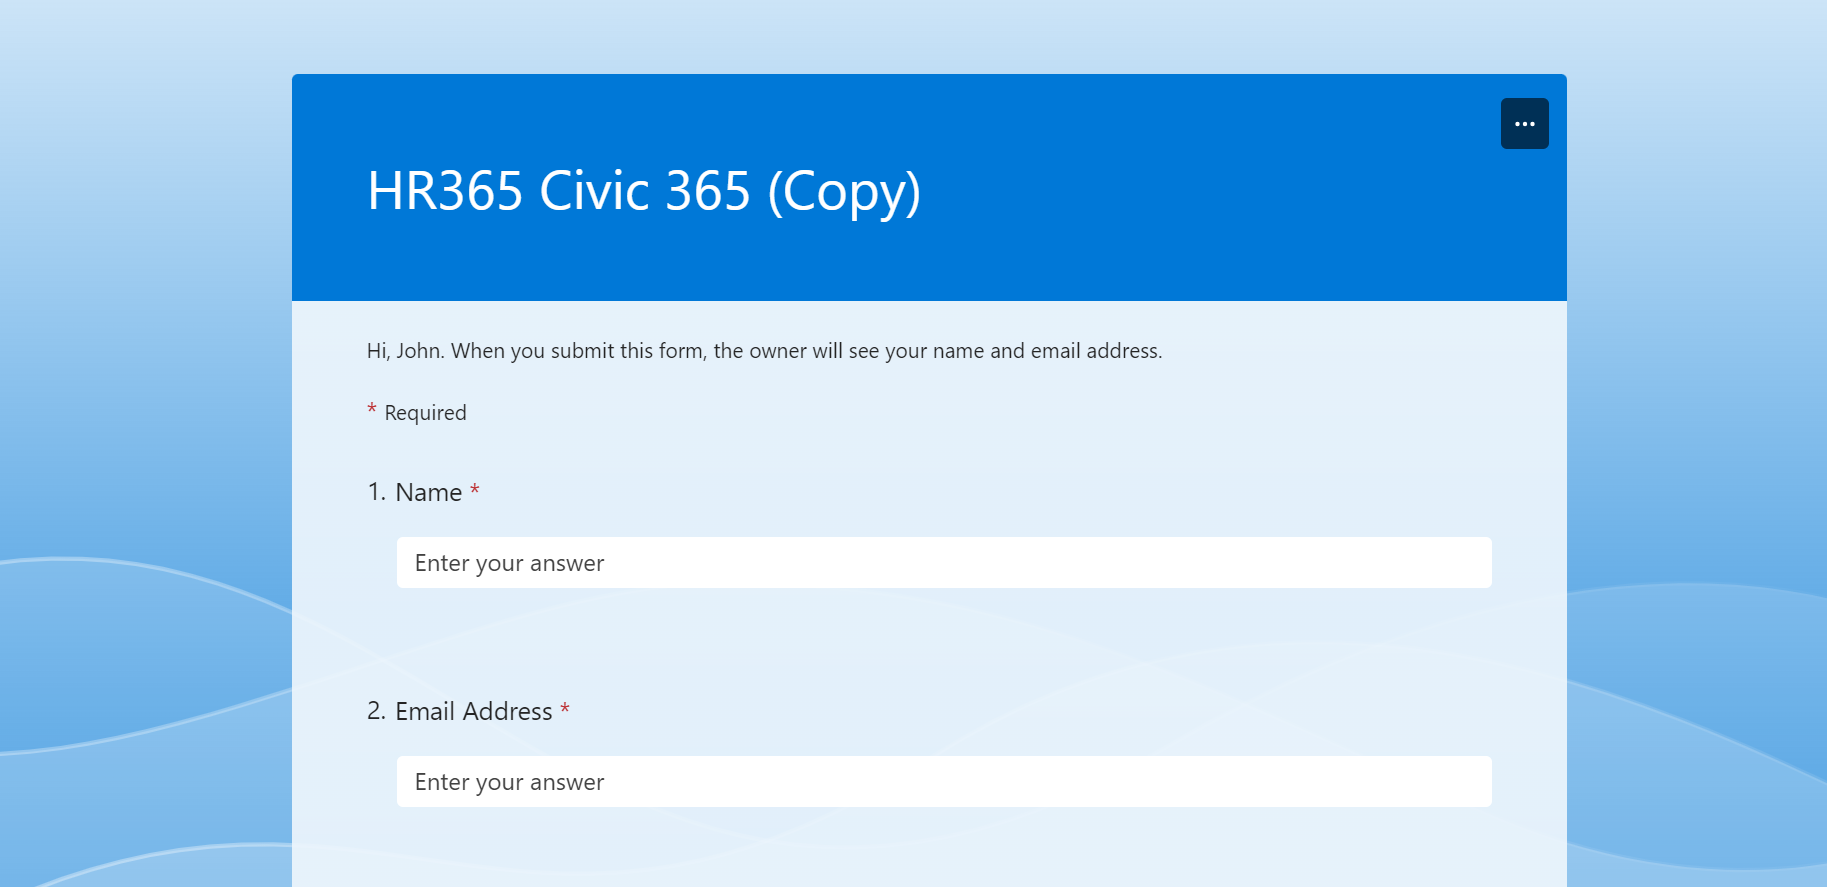 ...
HR365 Civic 365 (Copy)
Hi, John. When you submit this form, the owner will see your name and email address.
* Required
1. Name *
Enter your answer
2. Email Address *
Enter your answer